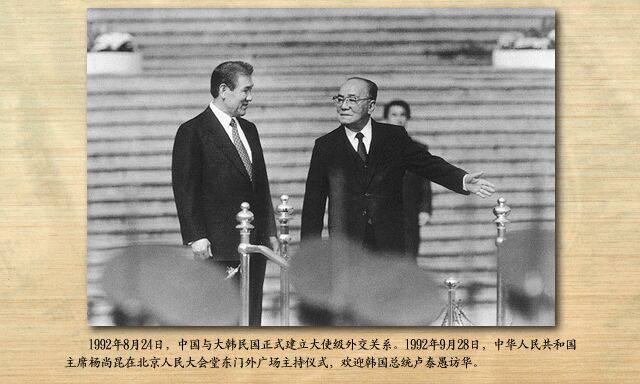 1992年8月24日，中国与大韩民国正式建立大使级外交关系。1992年9月28日，中华人民共和国
主席杨尚昆在北京人民大会堂东门外广场主持仪式，欢迎韩国总统卢泰愚访华。